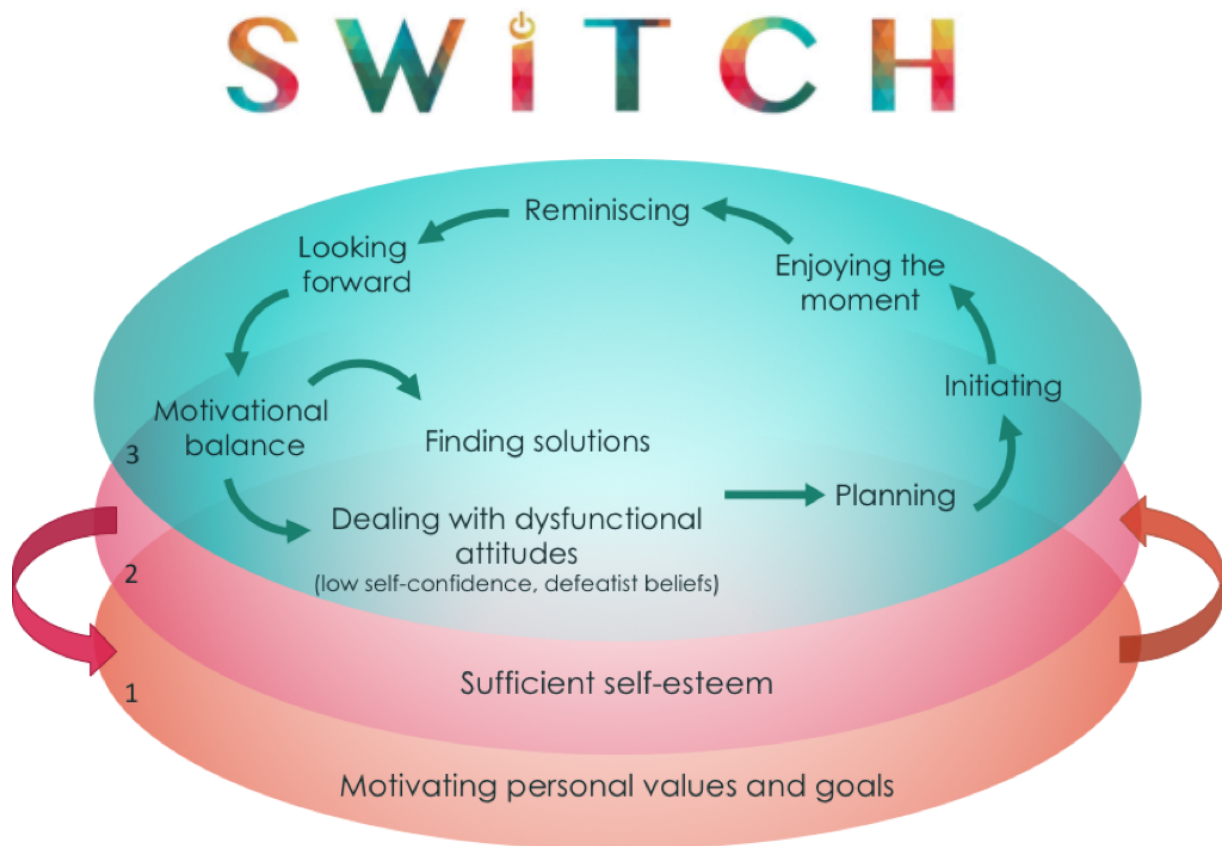 SWiTCH
Reminiscing
Looking
forward
Enjoying the
moment
Initiating
Motivational
balance
3
Finding solutions
Planning
Dealing with dysfunctional
attitudes
(low self-confidence, defeatist beliefs)
2
Sufficient self-esteem
1
Motivating personal values and goals